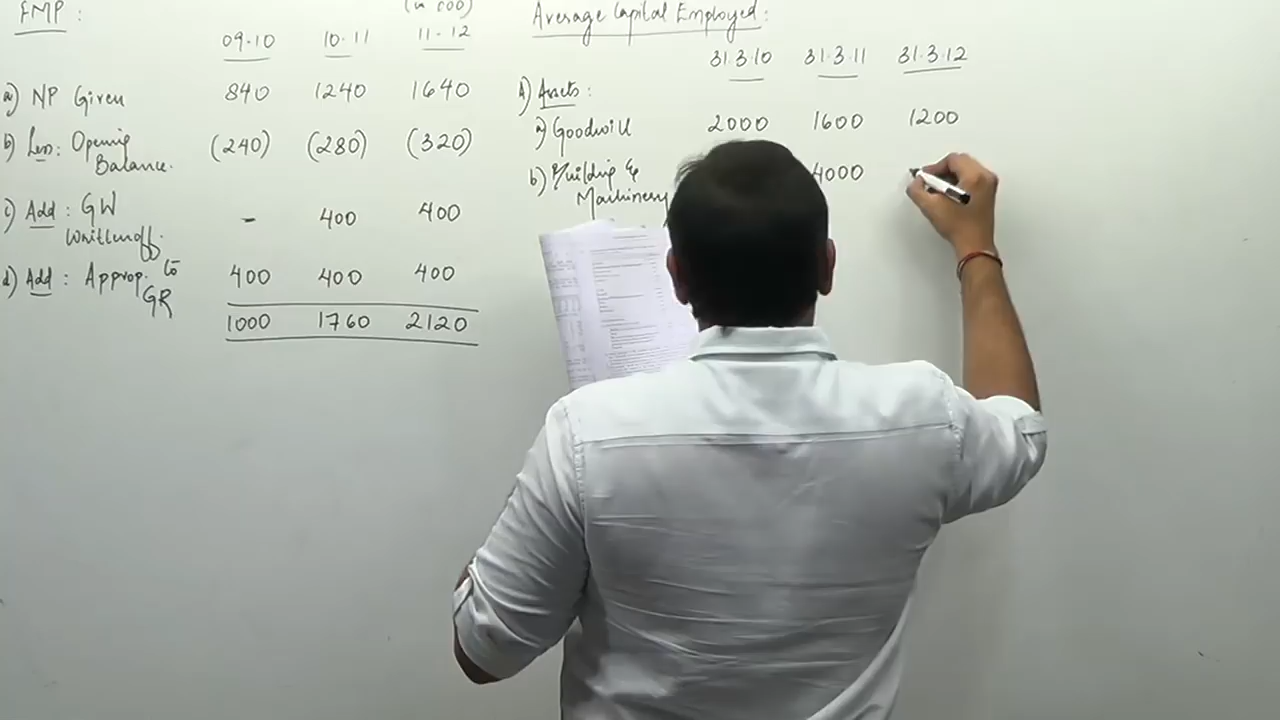 FMP:
(in 000)
09-10 10-11 11-12
a) NP Given 840 1240 1640
b) Less: Opening Balance. (240) (280) (320)
c) Add: GW Written off. - 400 400
d) Add: Approp. to GR 400 400 400
1000 1760 2120
Average Capital Employed:
31.3.10 31.3.11 31.3.12
A) Assets:
a) Goodwill 2000 1600 1200
b) Building & Machinery 4000